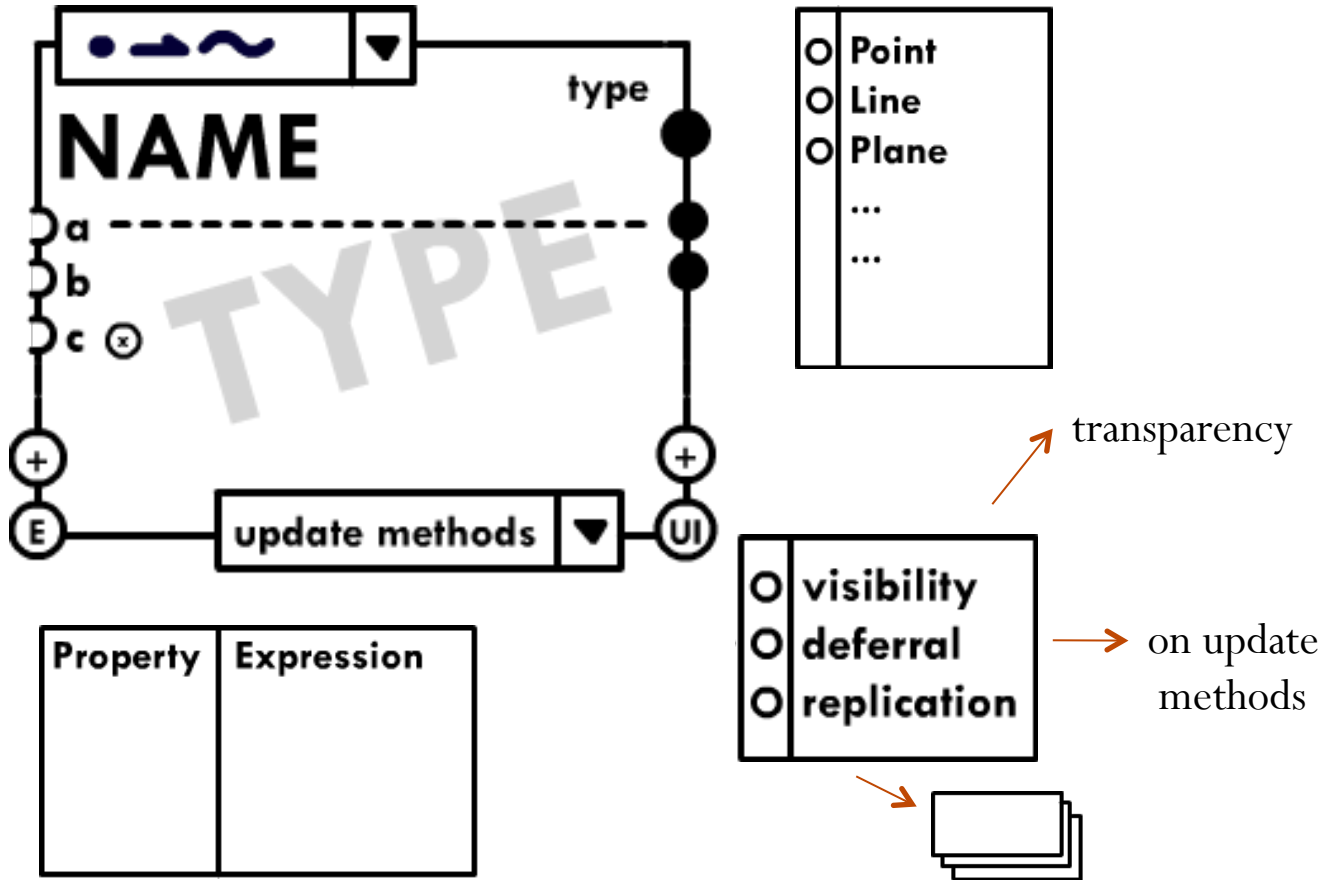 type
NAME
TYPE
a
b
c x
+ +
E update methods UI
Point
Line
Plane
...
...
transparency
visibility
deferral
replication
on update
methods
Property Expression